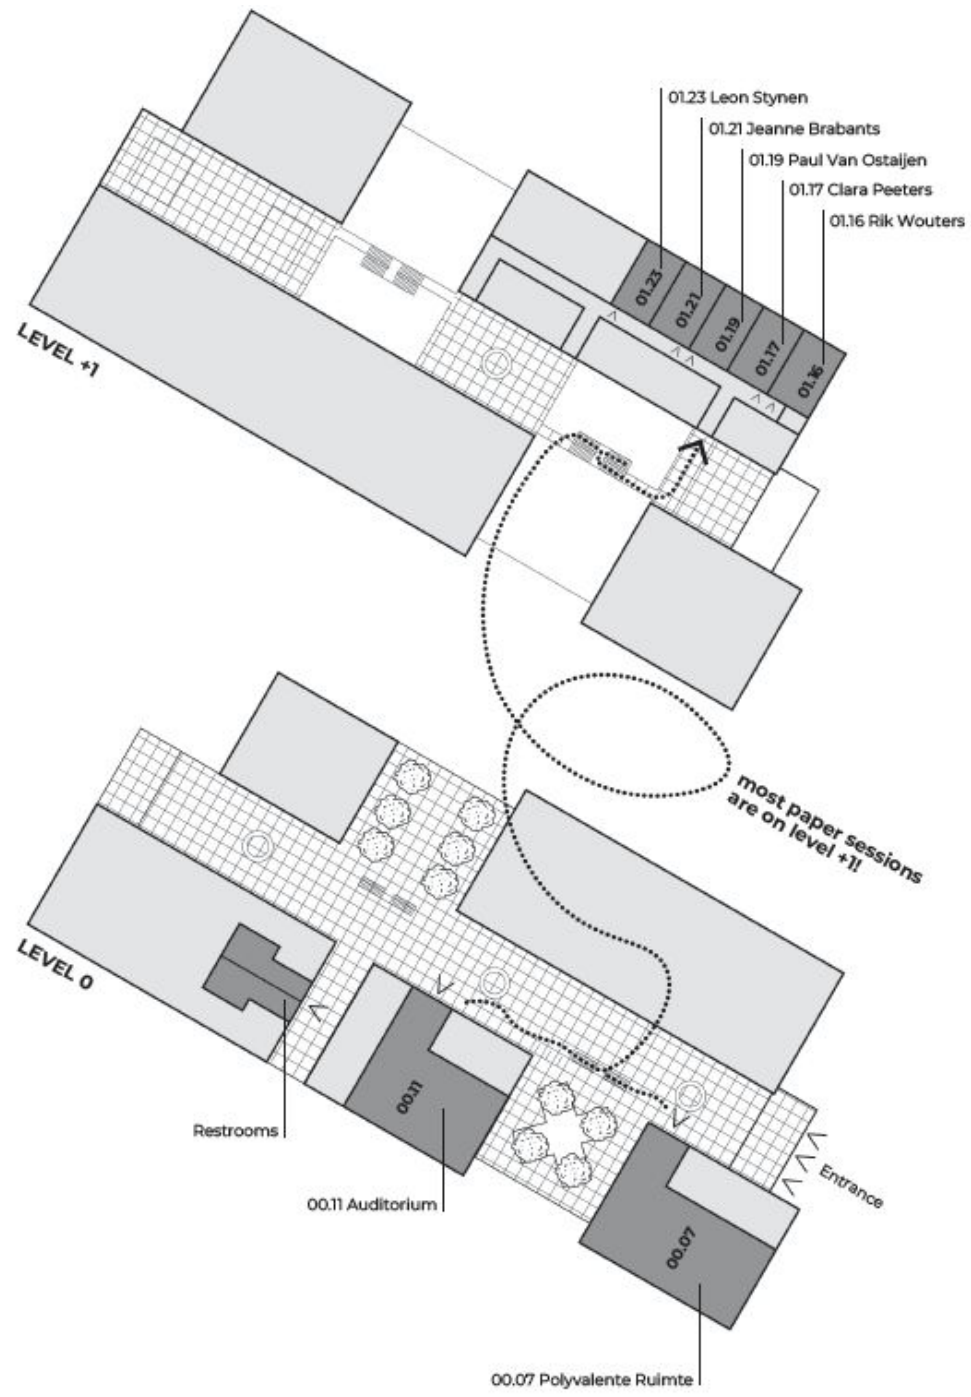 01.23 Leon Stynen
01.21 Jeanne Brabants
01.19 Paul Van Ostaijen
01.17 Clara Peeters
01.16 Rik Wouters
01.23
01.21
01.19
01.17
01.16
LEVEL +1
most paper sessions
are on level +1!
LEVEL 0
00.11
Restrooms
Entrance
00.11 Auditorium
00.07
00.07 Polyvalente Ruimte